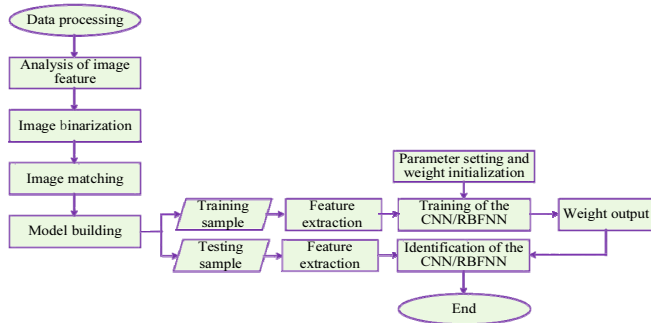 Data processing
Analysis of image
feature
Image binarization
Image matching
Model building
Training
sample
Feature
extraction
Parameter setting and
weight initialization
Training of the
CNN/RBFNN
Weight output
Testing
sample
Feature
extraction
Identification of the
CNN/RBFNN
End